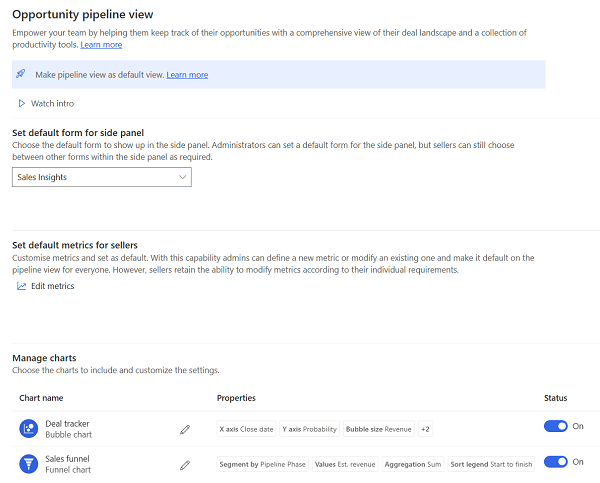 Opportunity pipeline view
Empower your team by helping them keep track of their opportunities with a comprehensive view of their deal landscape and a collection of
productivity tools. Learn more
Make pipeline view as default view. Learn more
Watch intro
Set default form for side panel
Choose the default form to show up in the side panel. Administrators can set a default form for the side panel, but sellers can still choose
between other forms within the side panel as required.
Sales Insights
Set default metrics for sellers
Customise metrics and set as default. With this capability admins can define a new metric or modify an existing one and make it default on the
pipeline view for everyone. However, sellers retain the ability to modify metrics according to their individual requirements.
Edit metrics
Manage charts
Choose the charts to include and customize the settings.
Chart name Properties Status
Deal tracker
Bubble chart
X axis Close date Y axis Probability Bubble size Revenue +2
On
Sales funnel
Funnel chart
Segment by Pipeline Phase Values Est. revenue Aggregation Sum Sort legend Start to finish
On